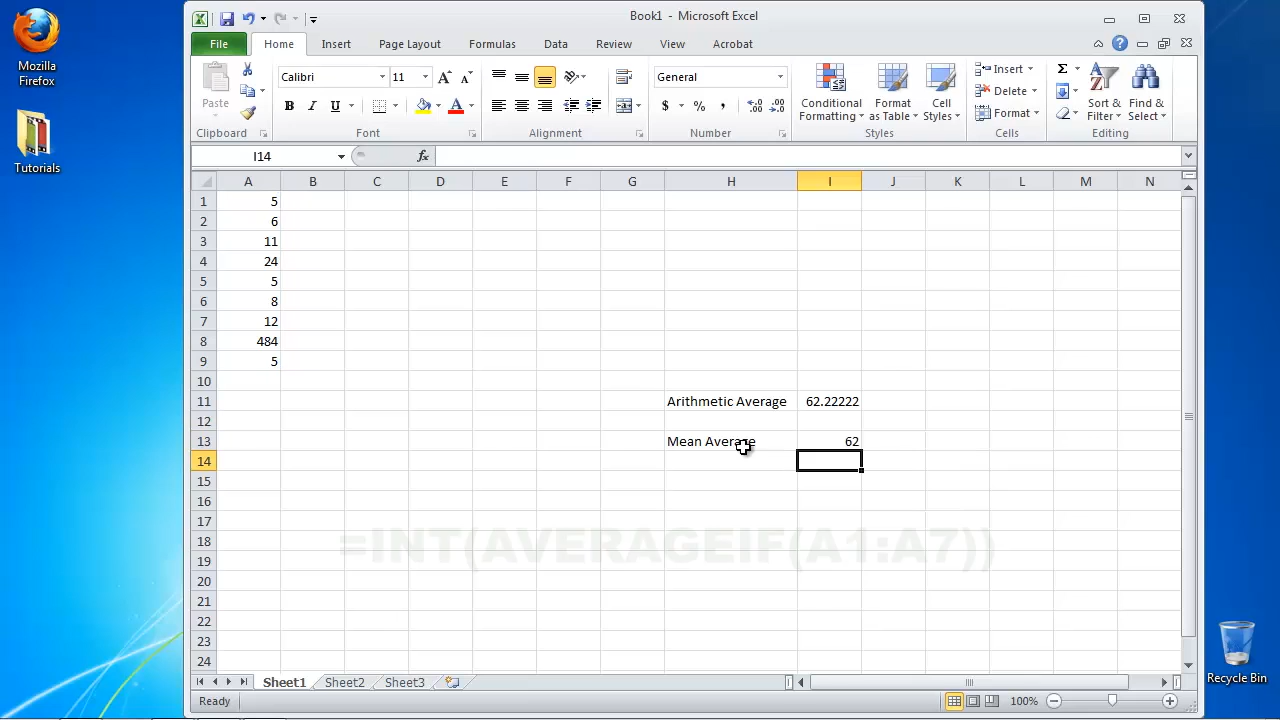 Book1 - Microsoft Excel
Mozilla
Firefox
Tutorials
File Home Insert Page Layout Formulas Data Review View Acrobat
Paste
Calibri 11
B I U A A A
General
$ % , .00 .0
Conditional
Formatting
Format
as Table
Cell
Styles
Insert
Delete
Format
Σ
Sort &
Filter
Find &
Select
Clipboard Font Alignment Number Styles Cells Editing
I14 fx
A B C D E F G H I J K L M N
1 5
2 6
3 11
4 24
5 5
6 8
7 12
8 484
9 5
10
11 Arithmetic Average 62.22222
12
13 Mean Average 62
14
15
16
17
18
=INT(AVERAGEIF(A1:A7))
19
20
21
22
23
24
Sheet1 Sheet2 Sheet3
Ready 100%
Recycle Bin